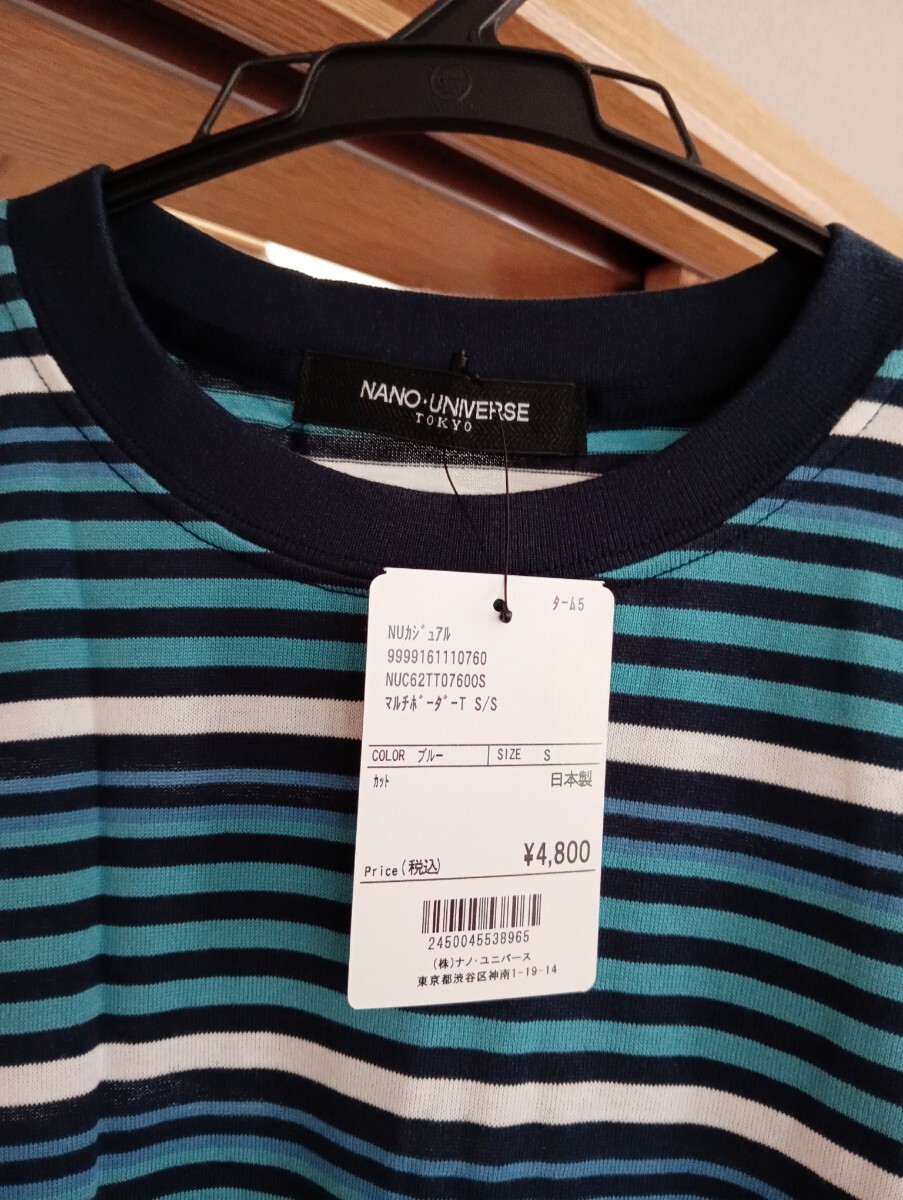 NANO・UNIVERSE
TOKYO
ターム5
NUカジュアル
9999161110760
NUC62TT0760OS
マルチボーダーT S/S
COLOR ブルー SIZE S
カット 日本製
Price(税込) ¥4,800
2450045538965
(株)ナノ・ユニバース
東京都渋谷区神南1-19-14